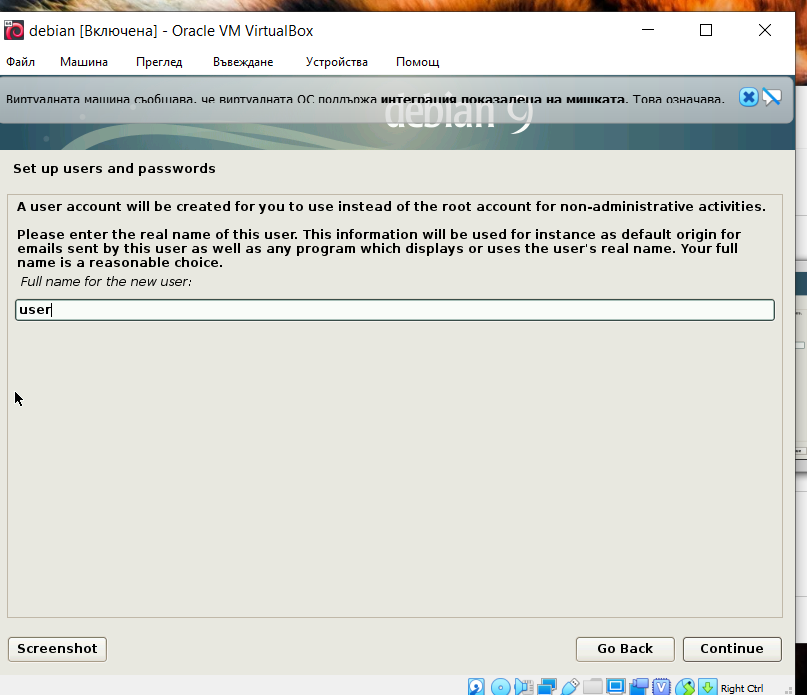 debian [Включена] - Oracle VM VirtualBox
Файл Машина Преглед Въвеждане Устройства Помощ
Виртуалната машина съобщава, че виртуалната ОС поддържа интеграция показалеца на мишката. Това означава,
debian 9
Set up users and passwords
A user account will be created for you to use instead of the root account for non-administrative activities.
Please enter the real name of this user. This information will be used for instance as default origin for
emails sent by this user as well as any program which displays or uses the user's real name. Your full
name is a reasonable choice.
Full name for the new user:
user
Screenshot Go Back Continue
Right Ctrl